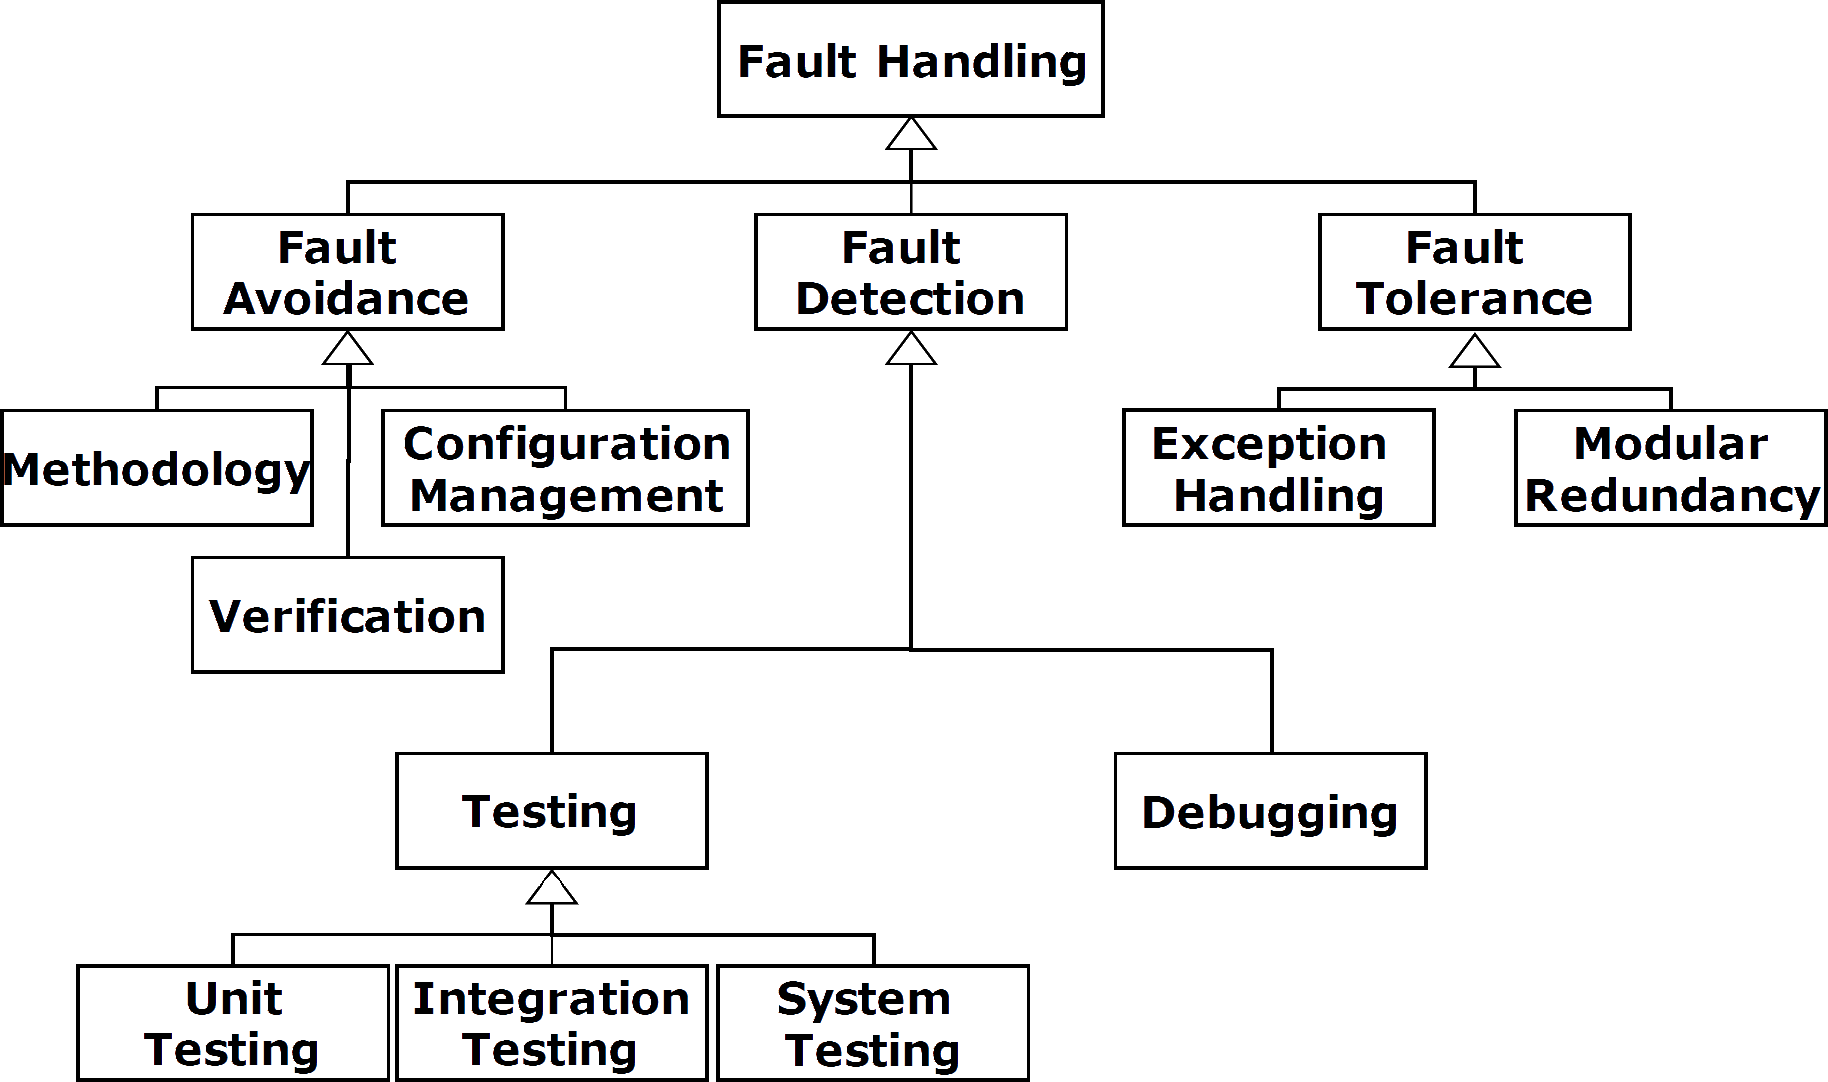 Fault Handling
Fault
Avoidance
Fault
Detection
Fault
Tolerance
Methodology
Configuration
Management
Exception
Handling
Modular
Redundancy
Verification
Testing
Debugging
Unit
Testing
Integration
Testing
System
Testing